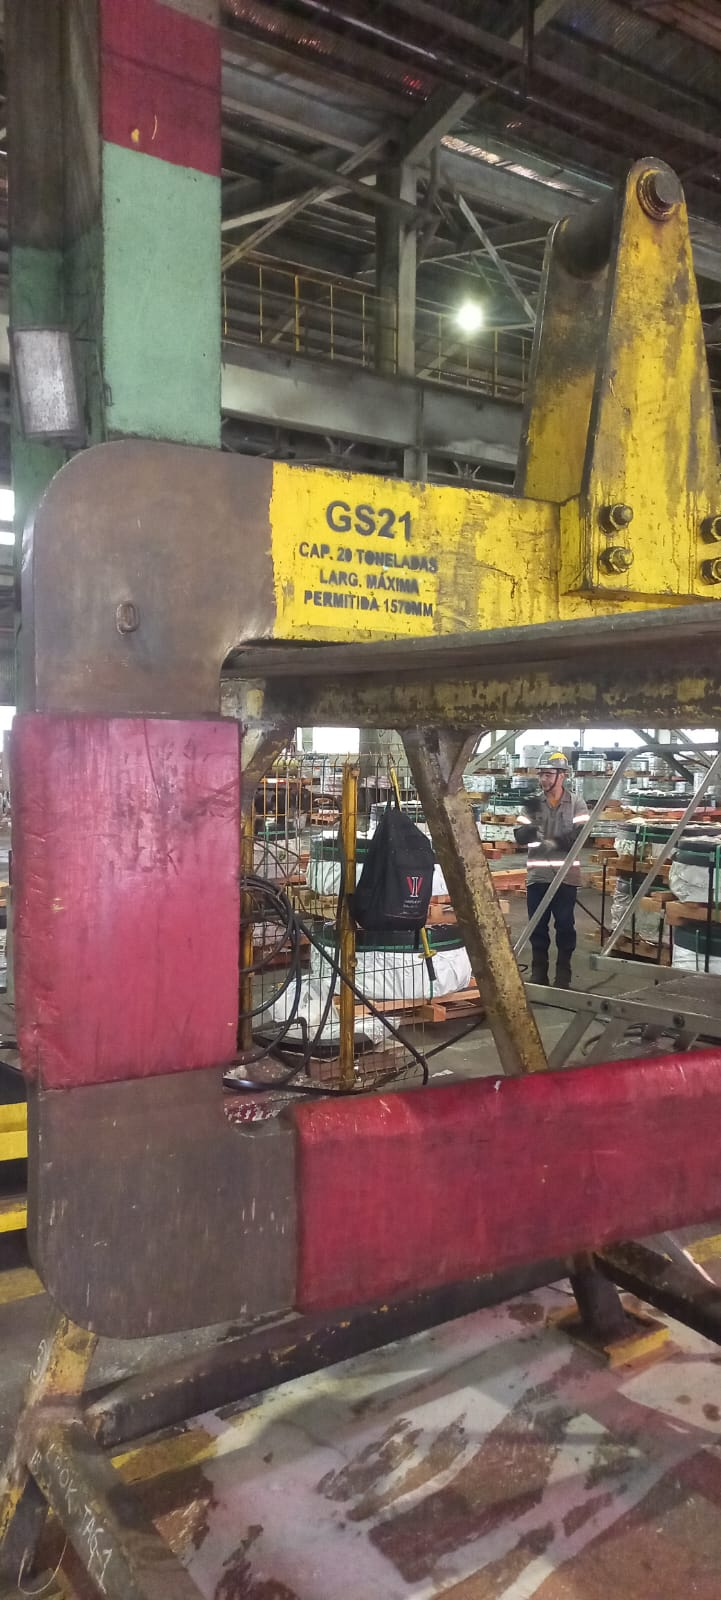 GS21
CAP. 20 TONELADAS
LARG. MÁXIMA
PERMITIDA 1570MM